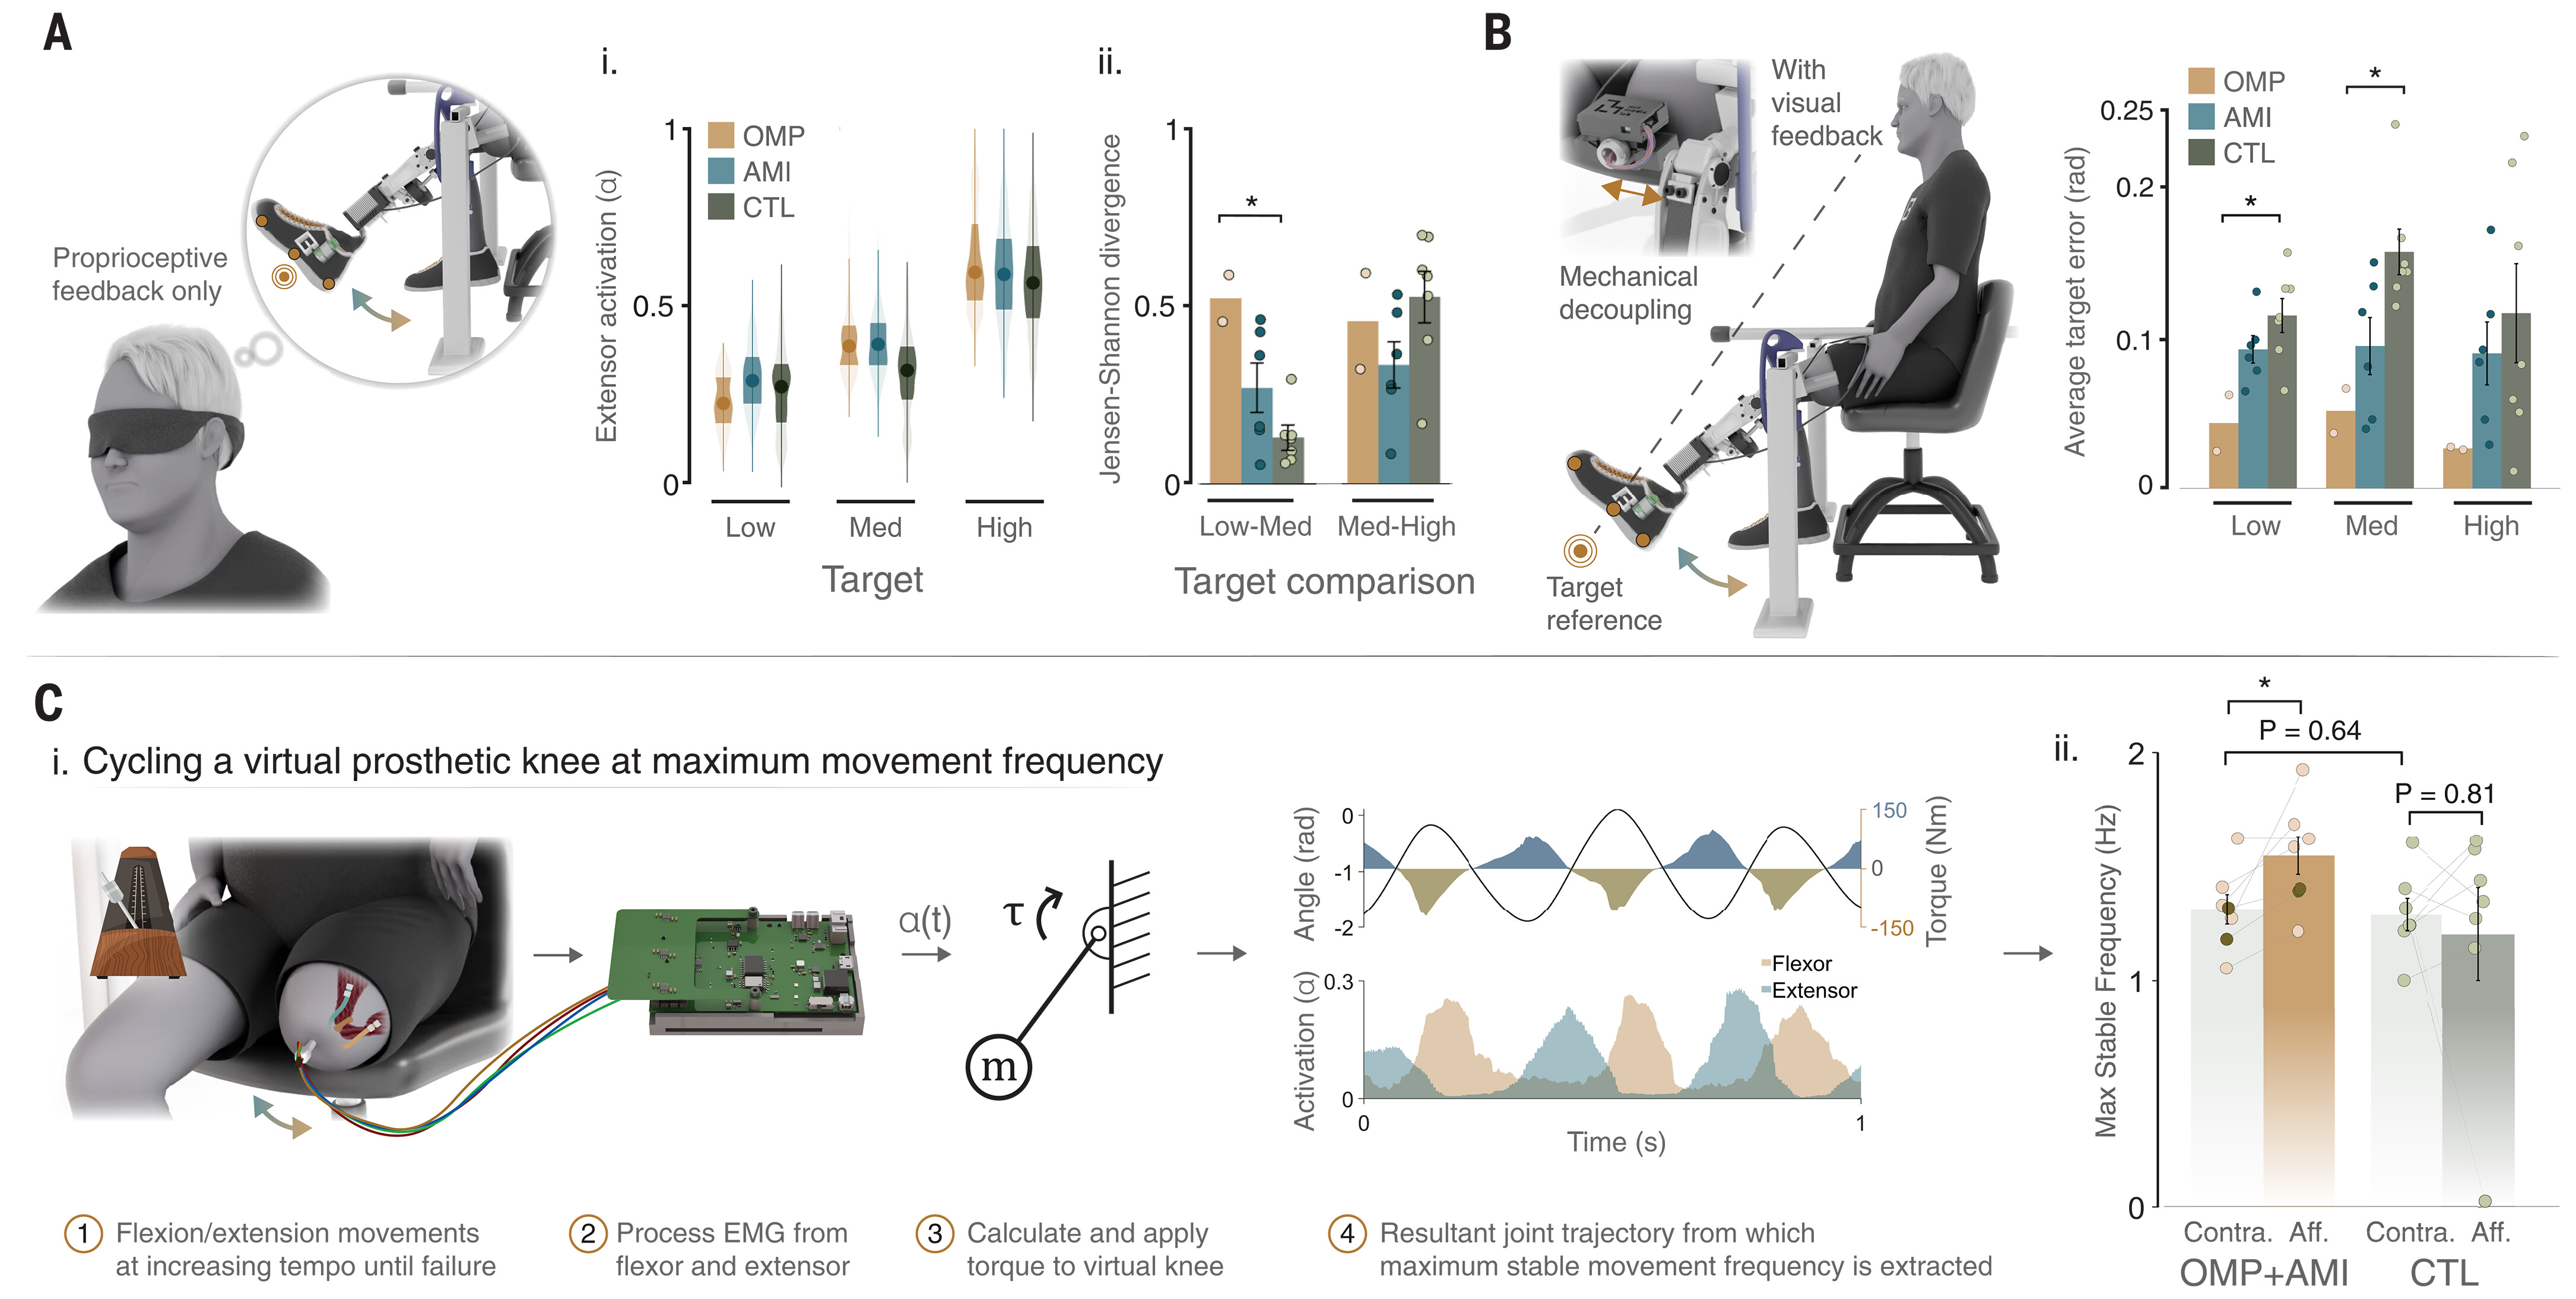 A
Proprioceptive
feedback only
i.
Extensor activation (α)
1
0.5
0
OMP
AMI
CTL
Low
Med
High
Target
ii.
Jensen-Shannon divergence
1
0.5
0
*
Low-Med
Med-High
Target comparison
B
With
visual
feedback
Mechanical
decoupling
Target
reference
OMP
AMI
CTL
Average target error (rad)
0.25
0.2
0.1
0
*
*
Low
Med
High
C
i. Cycling a virtual prosthetic knee at maximum movement frequency
α(t)
τ
m
Angle (rad)
0
-1
-2
150
0
-150
Torque (Nm)
Flexor
Extensor
Activation (α)
0.3
0
0
1
Time (s)
1 Flexion/extension movements
at increasing tempo until failure
2 Process EMG from
flexor and extensor
3 Calculate and apply
torque to virtual knee
4 Resultant joint trajectory from which
maximum stable movement frequency is extracted
ii.
Max Stable Frequency (Hz)
2
1
0
*
P = 0.64
P = 0.81
Contra. Aff.
Contra. Aff.
OMP+AMI
CTL